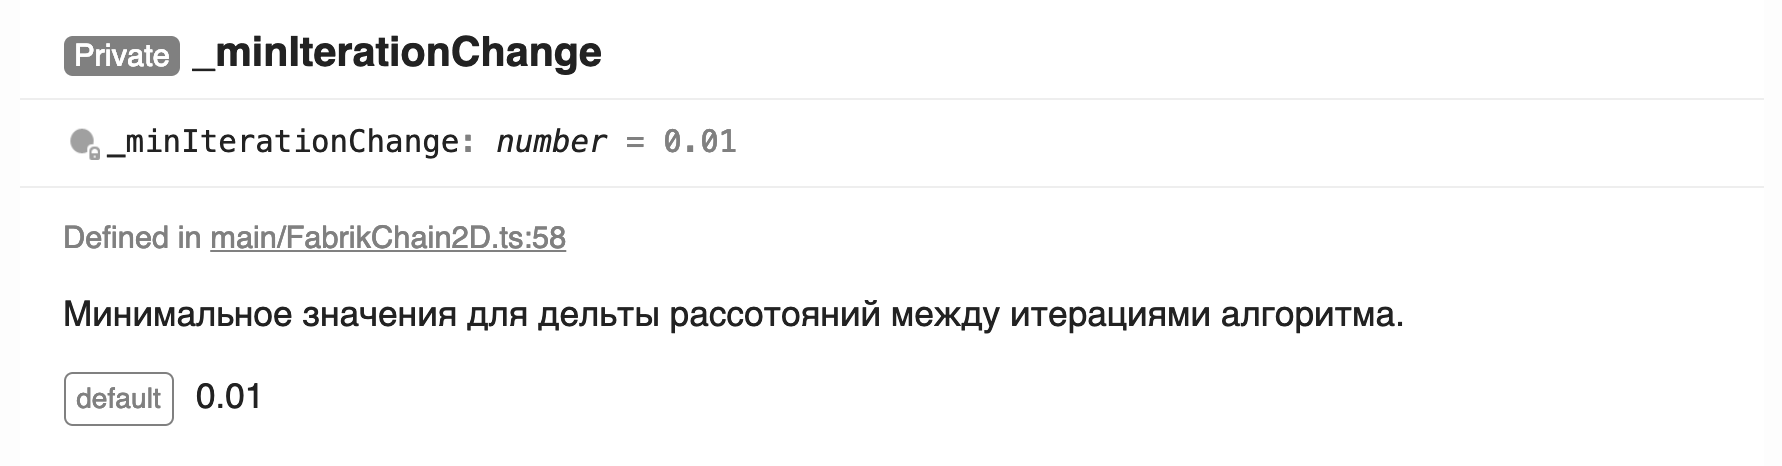 Private _minIterationChange
_minIterationChange: number = 0.01
Defined in main/FabrikChain2D.ts:58
Минимальное значения для дельты рассотояний между итерациями алгоритма.
default 0.01